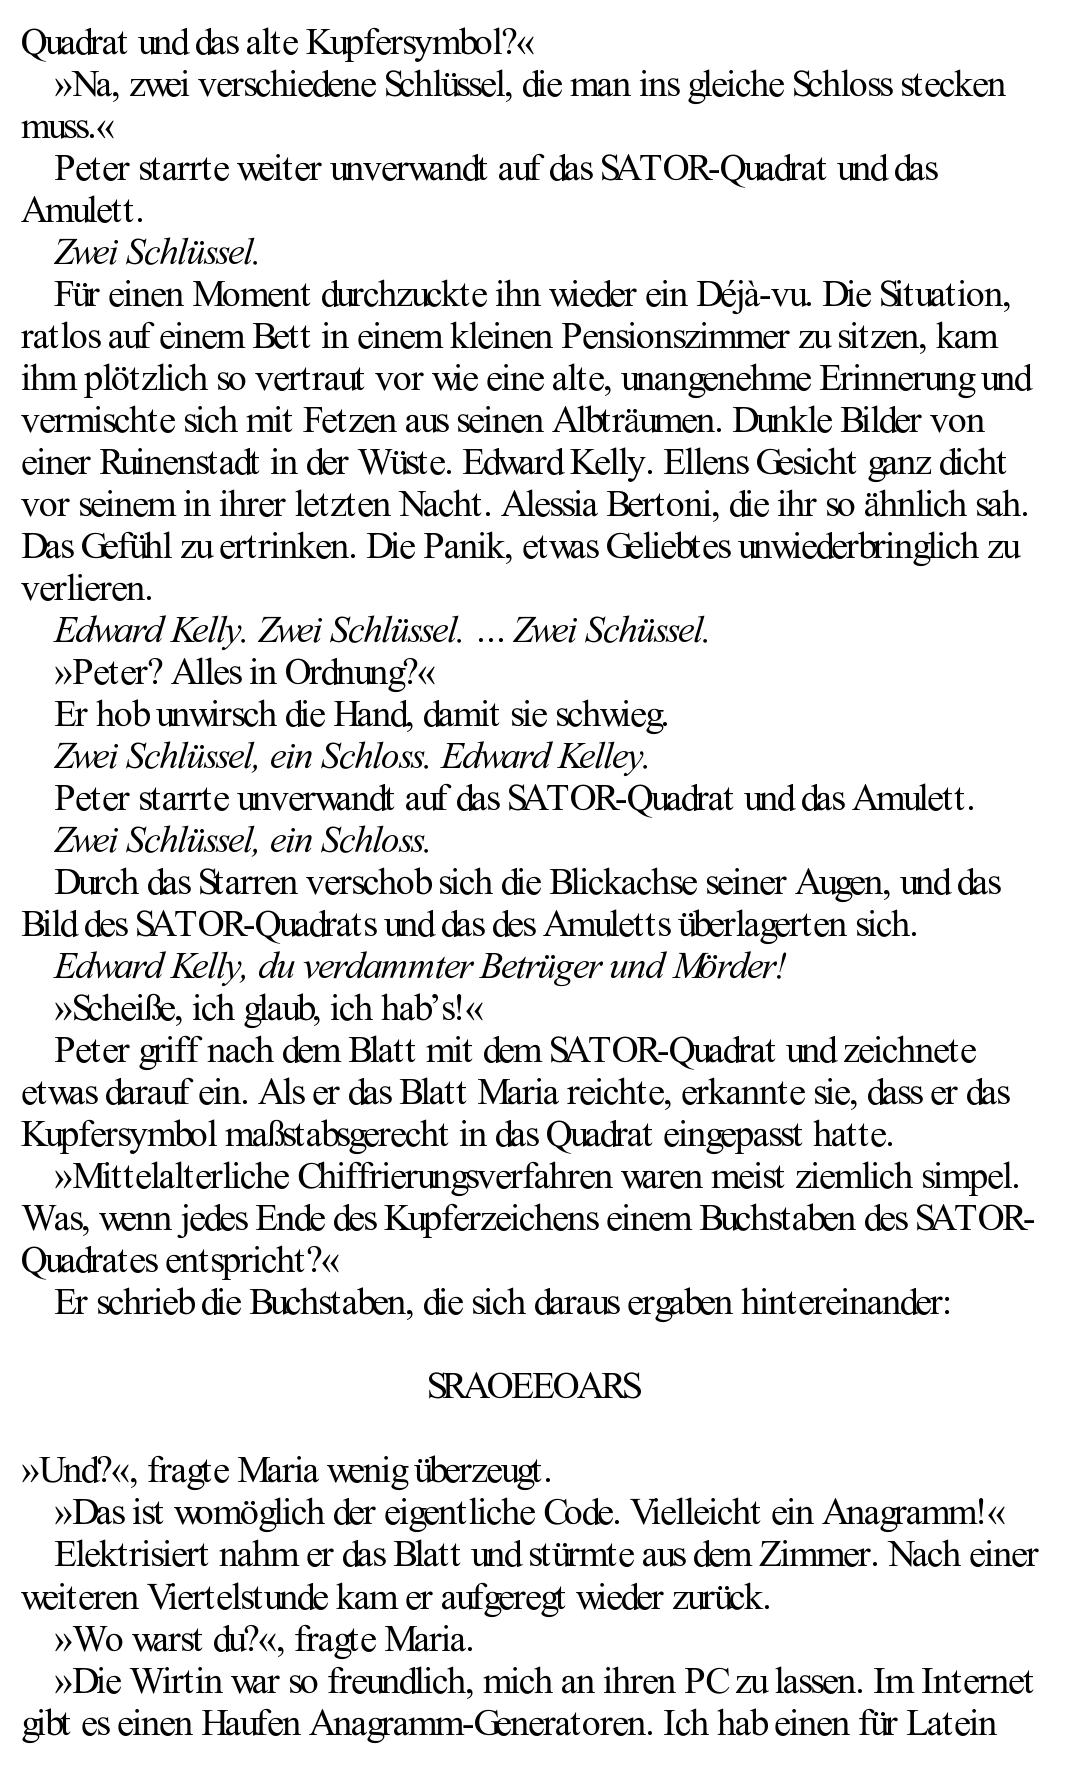 Quadrat und das alte Kupfersymbol?«
»Na, zwei verschiedene Schlüssel, die man ins gleiche Schloss stecken
muss.«
Peter starrte weiter unverwandt auf das SATOR-Quadrat und das
Amulett.
Zwei Schlüssel.
Für einen Moment durchzuckte ihn wieder ein Déjà-vu. Die Situation,
ratlos auf einem Bett in einem kleinen Pensionszimmer zu sitzen, kam
ihm plötzlich so vertraut vor wie eine alte, unangenehme Erinnerung und
vermischte sich mit Fetzen aus seinen Albträumen. Dunkle Bilder von
einer Ruinenstadt in der Wüste. Edward Kelly. Ellens Gesicht ganz dicht
vor seinem in ihrer letzten Nacht. Alessia Bertoni, die ihr so ähnlich sah.
Das Gefühl zu ertrinken. Die Panik, etwas Geliebtes unwiederbringlich zu
verlieren.
Edward Kelly. Zwei Schlüssel. … Zwei Schüssel.
»Peter? Alles in Ordnung?«
Er hob unwirsch die Hand, damit sie schwieg.
Zwei Schlüssel, ein Schloss. Edward Kelley.
Peter starrte unverwandt auf das SATOR-Quadrat und das Amulett.
Zwei Schlüssel, ein Schloss.
Durch das Starren verschob sich die Blickachse seiner Augen, und das
Bild des SATOR-Quadrats und das des Amuletts überlagerten sich.
Edward Kelly, du verdammter Betrüger und Mörder!
»Scheiße, ich glaub, ich hab’s!«
Peter griff nach dem Blatt mit dem SATOR-Quadrat und zeichnete
etwas darauf ein. Als er das Blatt Maria reichte, erkannte sie, dass er das
Kupfersymbol maßstabsgerecht in das Quadrat eingepasst hatte.
»Mittelalterliche Chiffrierungsverfahren waren meist ziemlich simpel.
Was, wenn jedes Ende des Kupferzeichens einem Buchstaben des SATOR-
Quadrates entspricht?«
Er schrieb die Buchstaben, die sich daraus ergaben hintereinander:
SRAOEEOARS
»Und?«, fragte Maria wenig überzeugt.
»Das ist womöglich der eigentliche Code. Vielleicht ein Anagramm!«
Elektrisiert nahm er das Blatt und stürmte aus dem Zimmer. Nach einer
weiteren Viertelstunde kam er aufgeregt wieder zurück.
»Wo warst du?«, fragte Maria.
»Die Wirtin war so freundlich, mich an ihren PC zu lassen. Im Internet
gibt es einen Haufen Anagramm-Generatoren. Ich hab einen für Latein